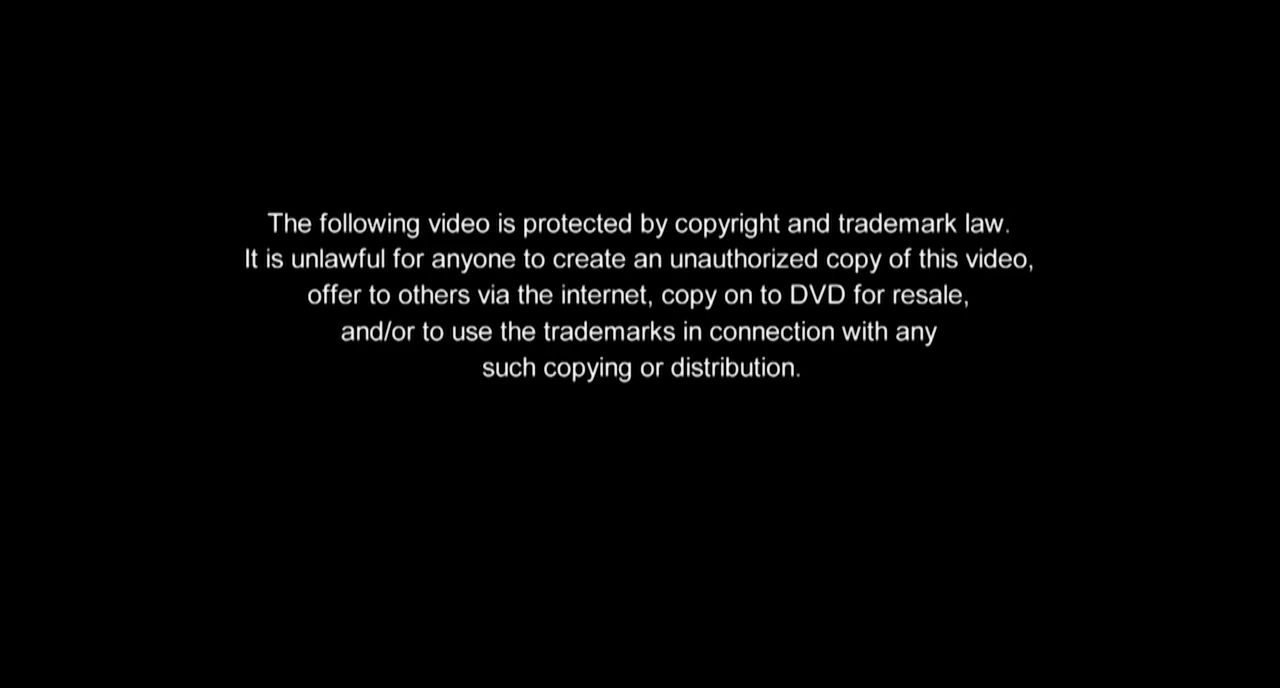 The following video is protected by copyright and trademark law.
It is unlawful for anyone to create an unauthorized copy of this video,
offer to others via the internet, copy on to DVD for resale,
and/or to use the trademarks in connection with any
such copying or distribution.